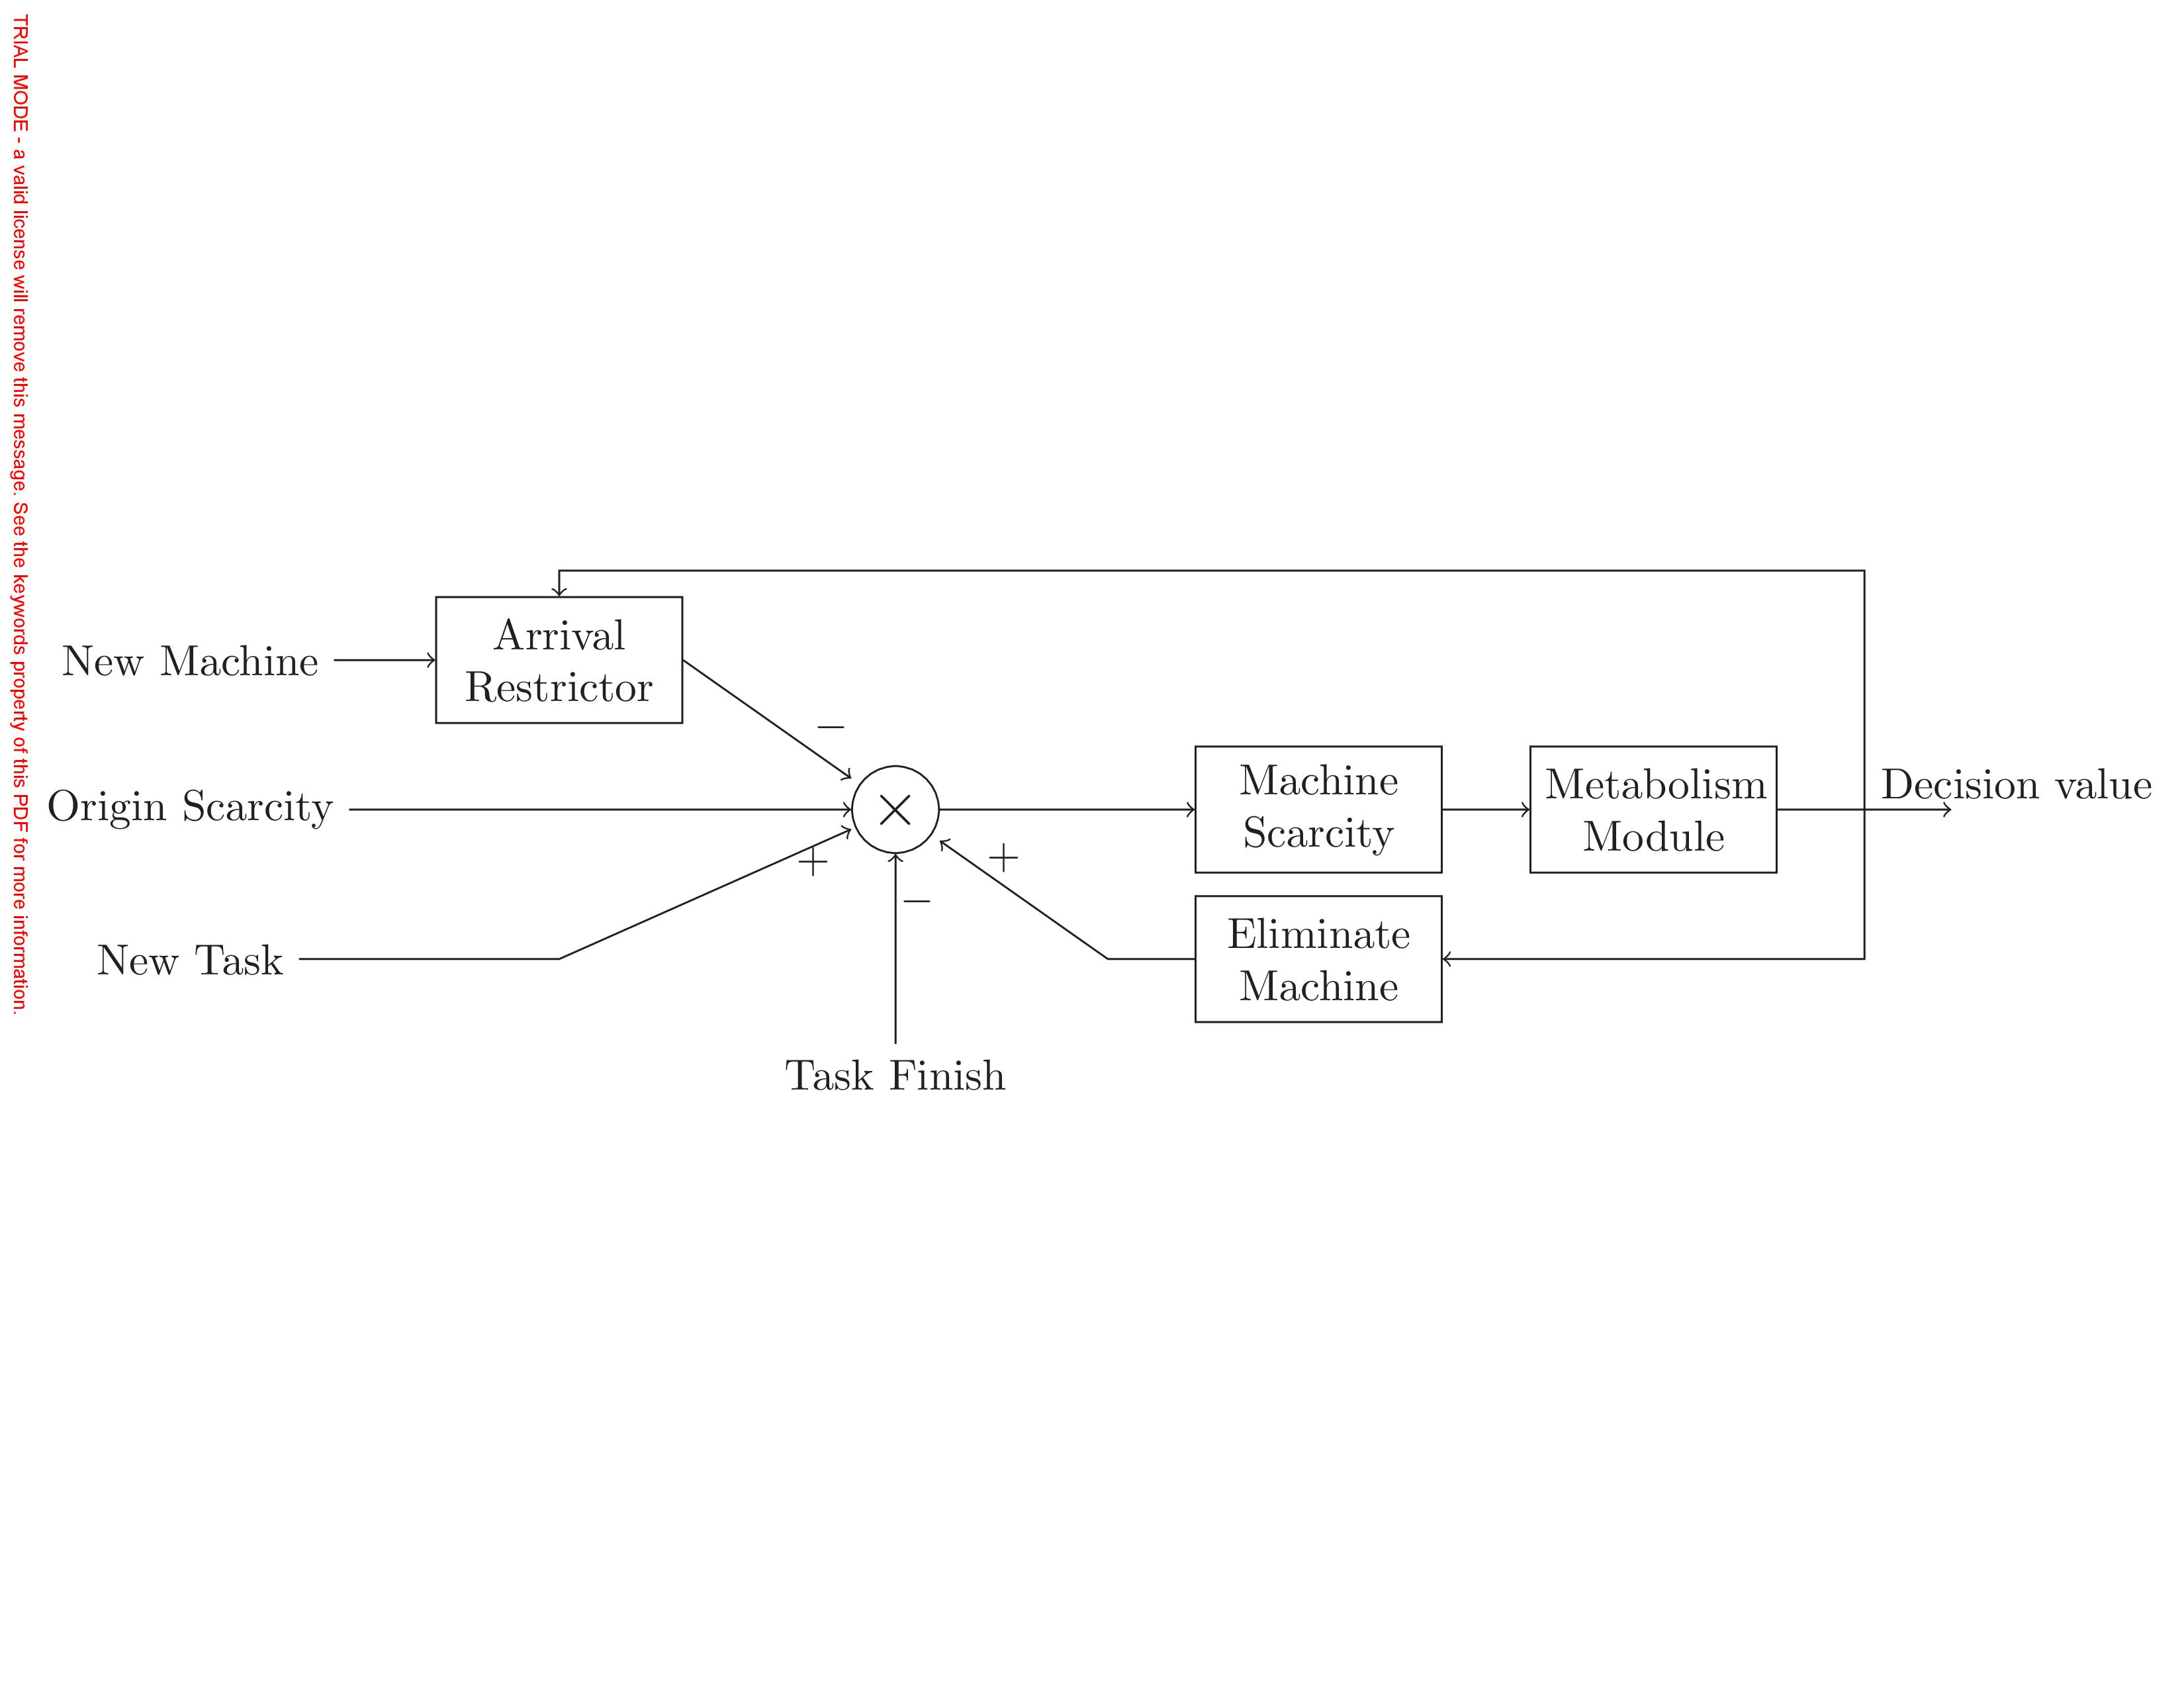 TRIAL MODE - a valid license will remove this message. See the keywords property of this PDF for more information.
New Machine
Arrival
Restrictor
−
Origin Scarcity
×
Machine
Scarcity
Metabolism
Module
Decision value
+
+
−
New Task
Eliminate
Machine
Task Finish